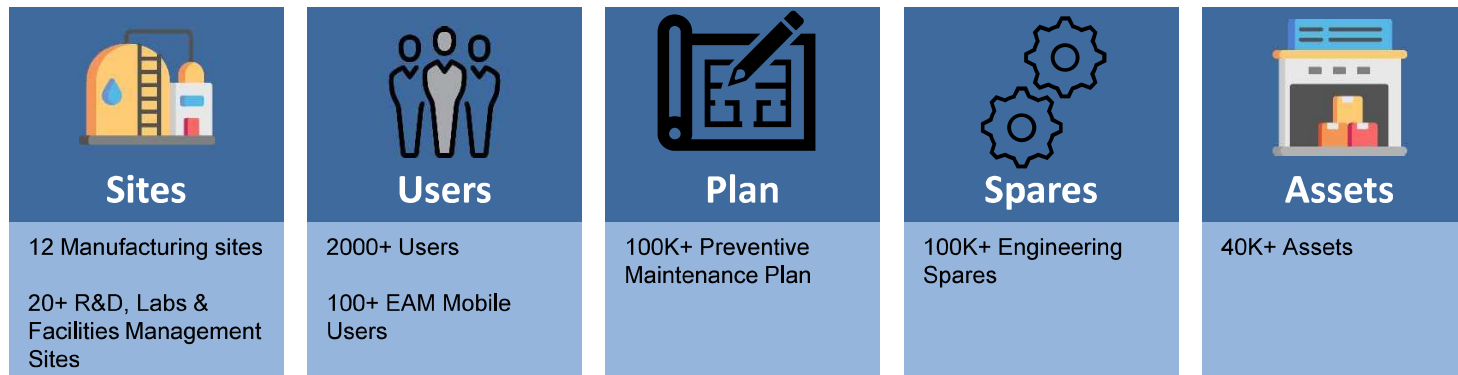 Sites
12 Manufacturing sites
20+ R&D, Labs &
Facilities Management
Sites
Users
2000+ Users
100+ EAM Mobile
Users
Plan
100K+ Preventive
Maintenance Plan
Spares
100K+ Engineering
Spares
Assets
40K+ Assets